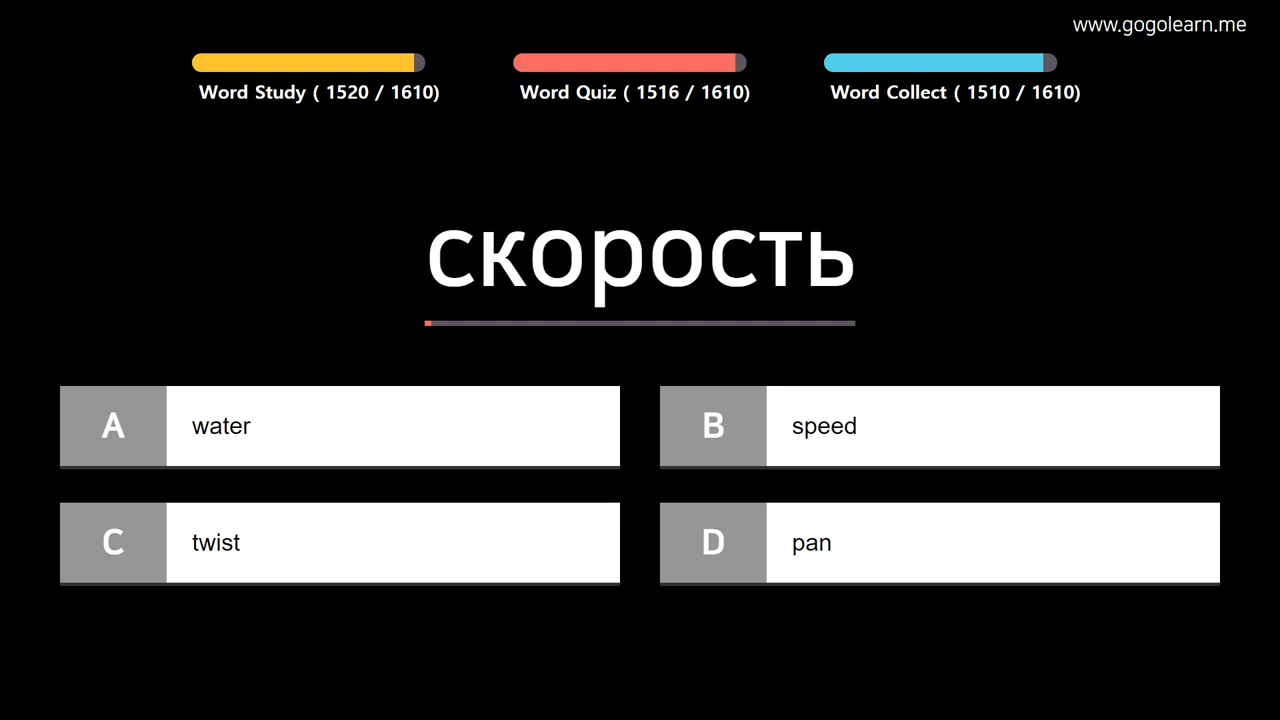 www.gogolearn.me
Word Study ( 1520 / 1610)
Word Quiz ( 1516 / 1610)
Word Collect ( 1510 / 1610)
скорость
A water
B speed
C twist
D pan